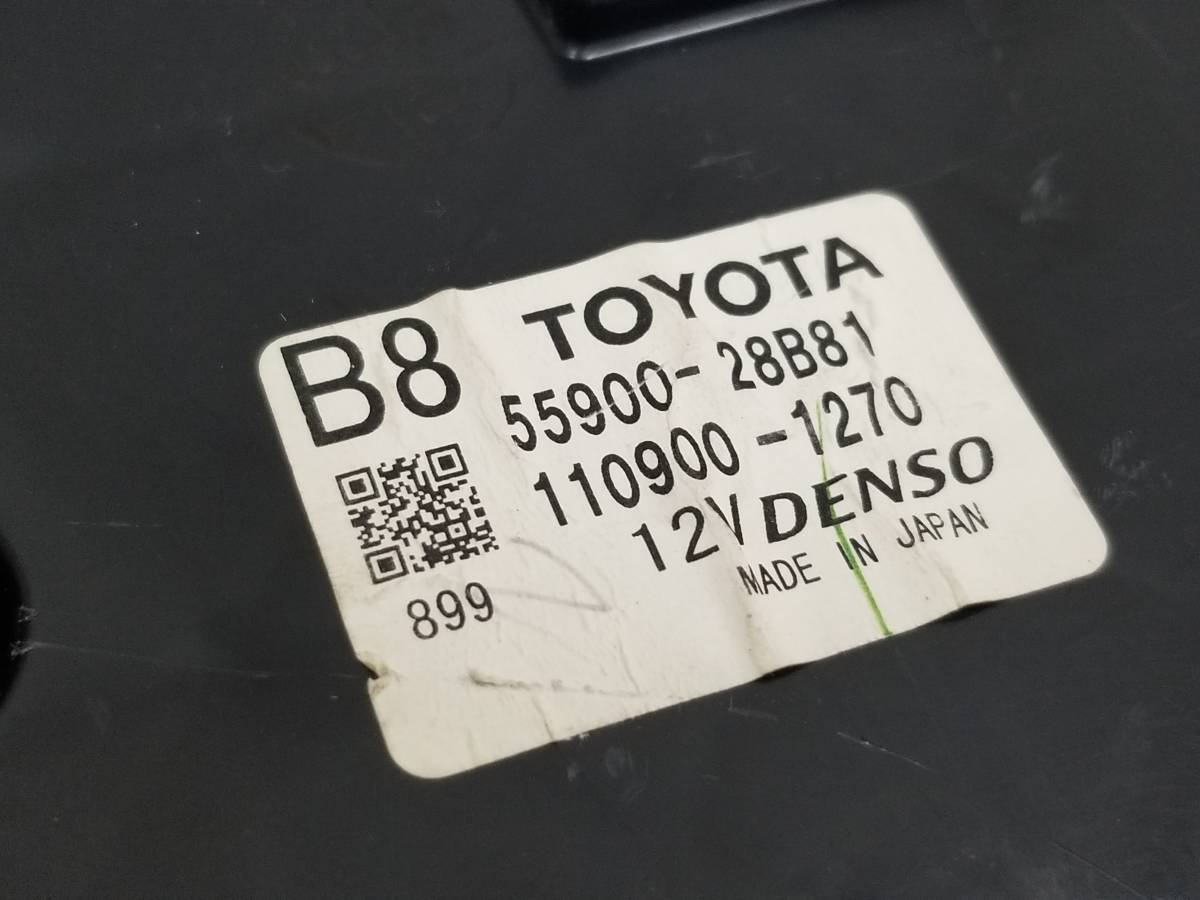 B8
TOYOTA
55900-28B81
110900-1270
12V DENSO
MADE IN JAPAN
899